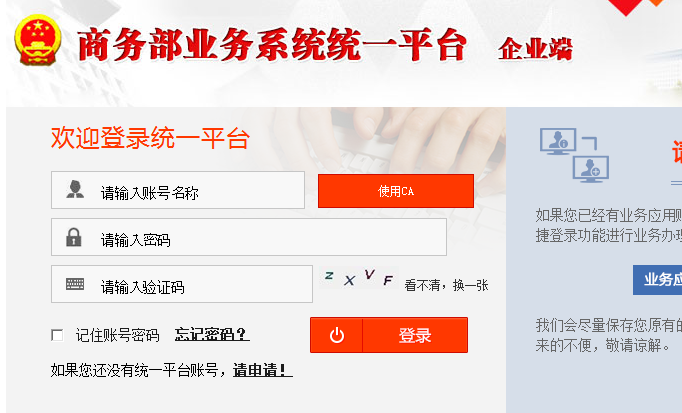 商务部业务系统统一平台 企业端
欢迎登录统一平台
请输入账号名称 使用CA
请输入密码
请输入验证码 z X V F 看不清，换一张
记住账号密码 忘记密码？ 登录
如果您还没有统一平台账号，请申请！
如果您已经有业务应用账
捷登录功能进行业务办理
业务应
我们会尽量保存您原有的
来的不便，敬请谅解。